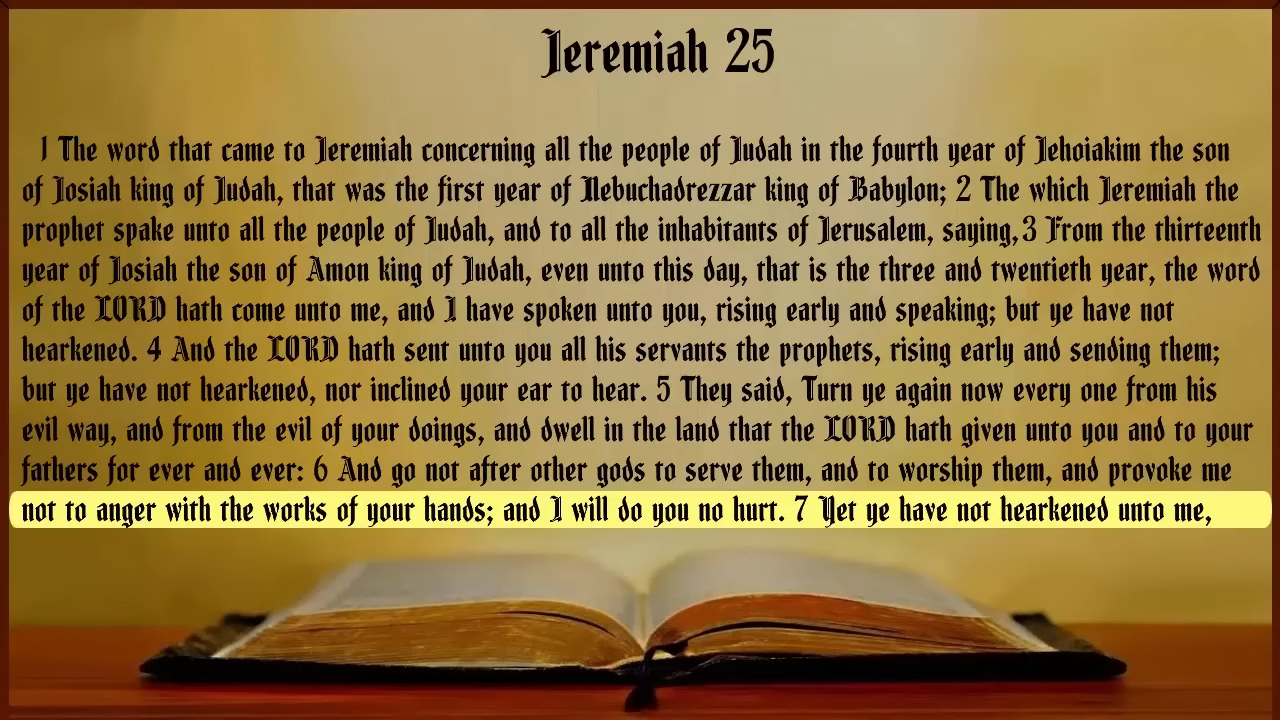 Jeremiah 25
1 The word that came to Jeremiah concerning all the people of Judah in the fourth year of Jehoiakim the son
of Josiah king of Judah, that was the first year of Nebuchadrezzar king of Babylon; 2 The which Jeremiah the
prophet spake unto all the people of Judah, and to all the inhabitants of Jerusalem, saying,3 From the thirteenth
year of Josiah the son of Amon king of Judah, even unto this day, that is the three and twentieth year, the word
of the LORD hath come unto me, and I have spoken unto you, rising early and speaking; but ye have not
hearkened. 4 And the LORD hath sent unto you all his servants the prophets, rising early and sending them;
but ye have not hearkened, nor inclined your ear to hear. 5 They said, Turn ye again now every one from his
evil way, and from the evil of your doings, and dwell in the land that the LORD hath given unto you and to your
fathers for ever and ever: 6 And go not after other gods to serve them, and to worship them, and provoke me
not to anger with the works of your hands; and I will do you no hurt. 7 Yet ye have not hearkened unto me,